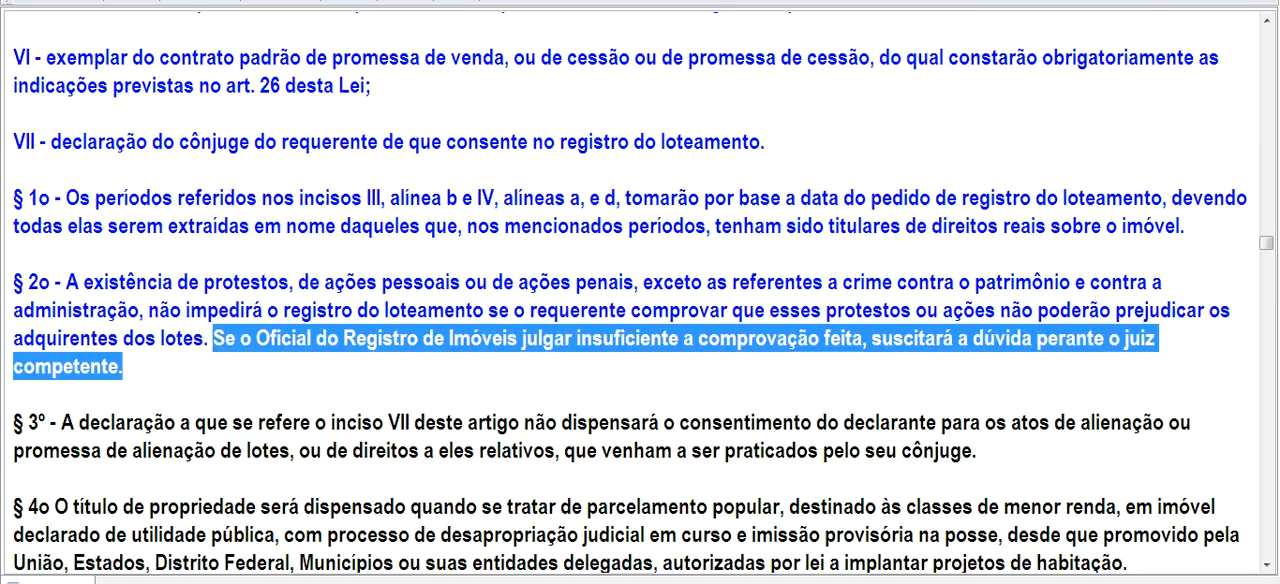 VI - exemplar do contrato padrão de promessa de venda, ou de cessão ou de promessa de cessão, do qual constarão obrigatoriamente as
indicações previstas no art. 26 desta Lei;
VII - declaração do cônjuge do requerente de que consente no registro do loteamento.
§ 1o - Os períodos referidos nos incisos III, alínea b e IV, alíneas a, e d, tomarão por base a data do pedido de registro do loteamento, devendo
todas elas serem extraídas em nome daqueles que, nos mencionados períodos, tenham sido titulares de direitos reais sobre o imóvel.
§ 2o - A existência de protestos, de ações pessoais ou de ações penais, exceto as referentes a crime contra o patrimônio e contra a
administração, não impedirá o registro do loteamento se o requerente comprovar que esses protestos ou ações não poderão prejudicar os
adquirentes dos lotes. Se o Oficial do Registro de Imóveis julgar insuficiente a comprovação feita, suscitará a dúvida perante o juiz
competente.
§ 3º - A declaração a que se refere o inciso VII deste artigo não dispensará o consentimento do declarante para os atos de alienação ou
promessa de alienação de lotes, ou de direitos a eles relativos, que venham a ser praticados pelo seu cônjuge.
§ 4o O título de propriedade será dispensado quando se tratar de parcelamento popular, destinado às classes de menor renda, em imóvel
declarado de utilidade pública, com processo de desapropriação judicial em curso e imissão provisória na posse, desde que promovido pela
União, Estados, Distrito Federal, Municípios ou suas entidades delegadas, autorizadas por lei a implantar projetos de habitação.